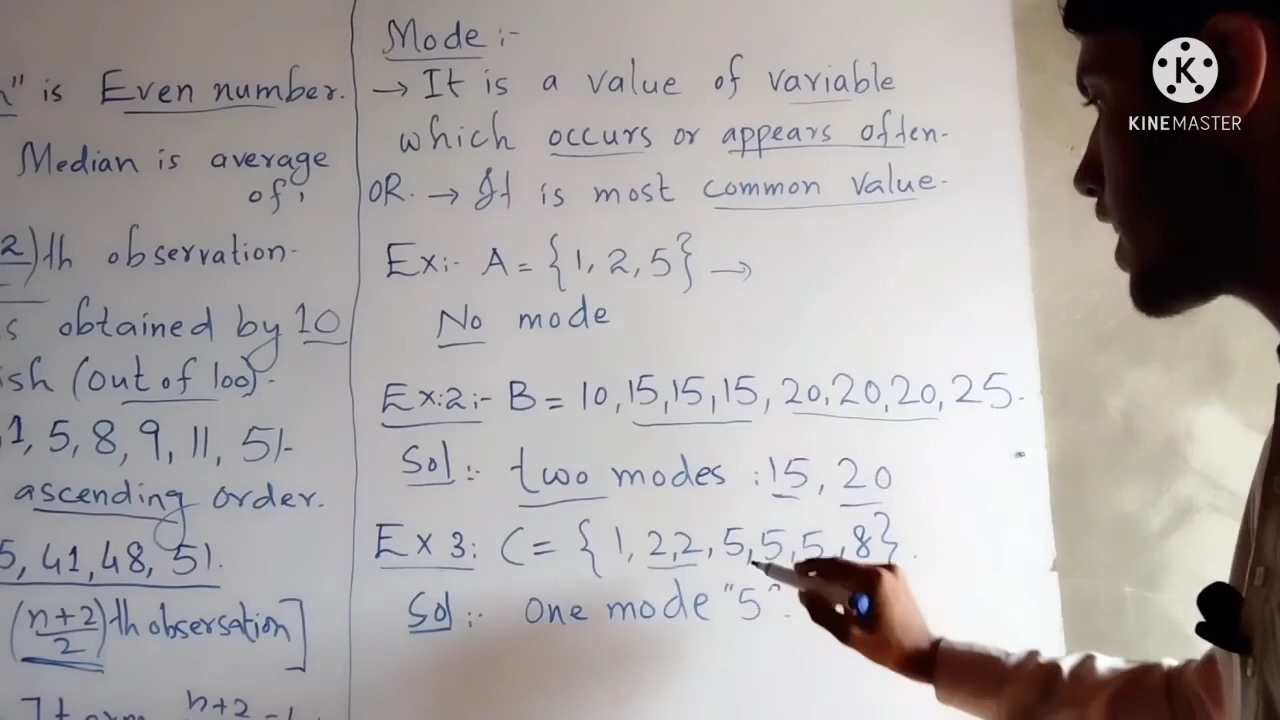 n" is Even number.
Median is average
of,
2)th observation.
s obtained by 10
ish (out of 100).
1, 5, 8, 9, 11, 51.
ascending order.
5, 41, 48, 51.
(n+2/2)th obsersation]
n+2
Mode :-
→ It is a value of variable
which occurs or appears often.
OR. → It is most common value.
Ex:- A = {1, 2, 5} →
No mode
Ex:2:- B = 10, 15, 15, 15, 20, 20, 20, 25.
Sol:- two modes : 15, 20
Ex 3: C = {1, 2, 2, 5, 5, 5, 8}.
Sol:- One mode "5".
K
KINEMASTER